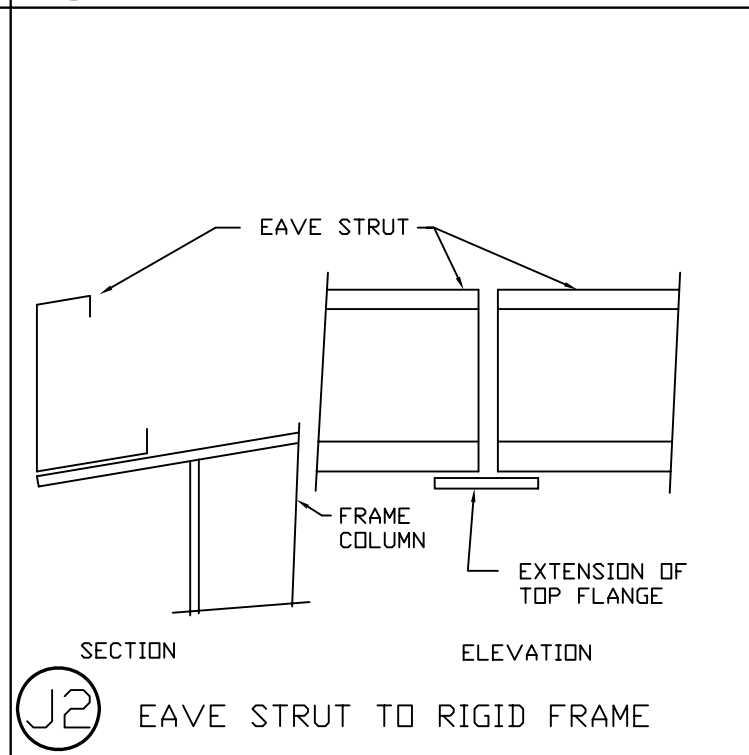 EAVE STRUT
FRAME
COLUMN
EXTENSION OF
TOP FLANGE
SECTION
ELEVATION
J2
EAVE STRUT TO RIGID FRAME